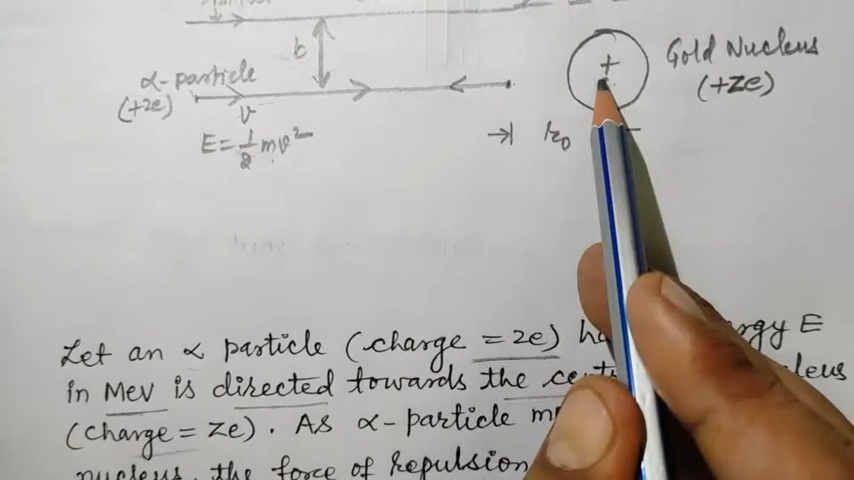 b
α-particle
(+2e)
v
E = 1/2 mv²
+
Gold Nucleus
(+Ze)
r₀
Let an α particle (charge = 2e) E
in MeV is directed towards the
(charge = Ze). As α-particle
nucleus, the force of repulsion